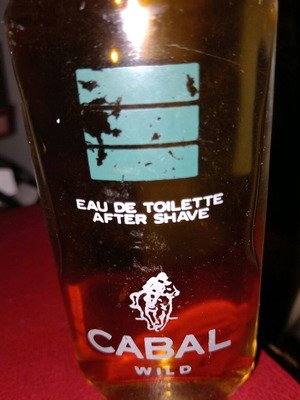 EAU DE TOILETTE
AFTER SHAVE
CABAL
WILD